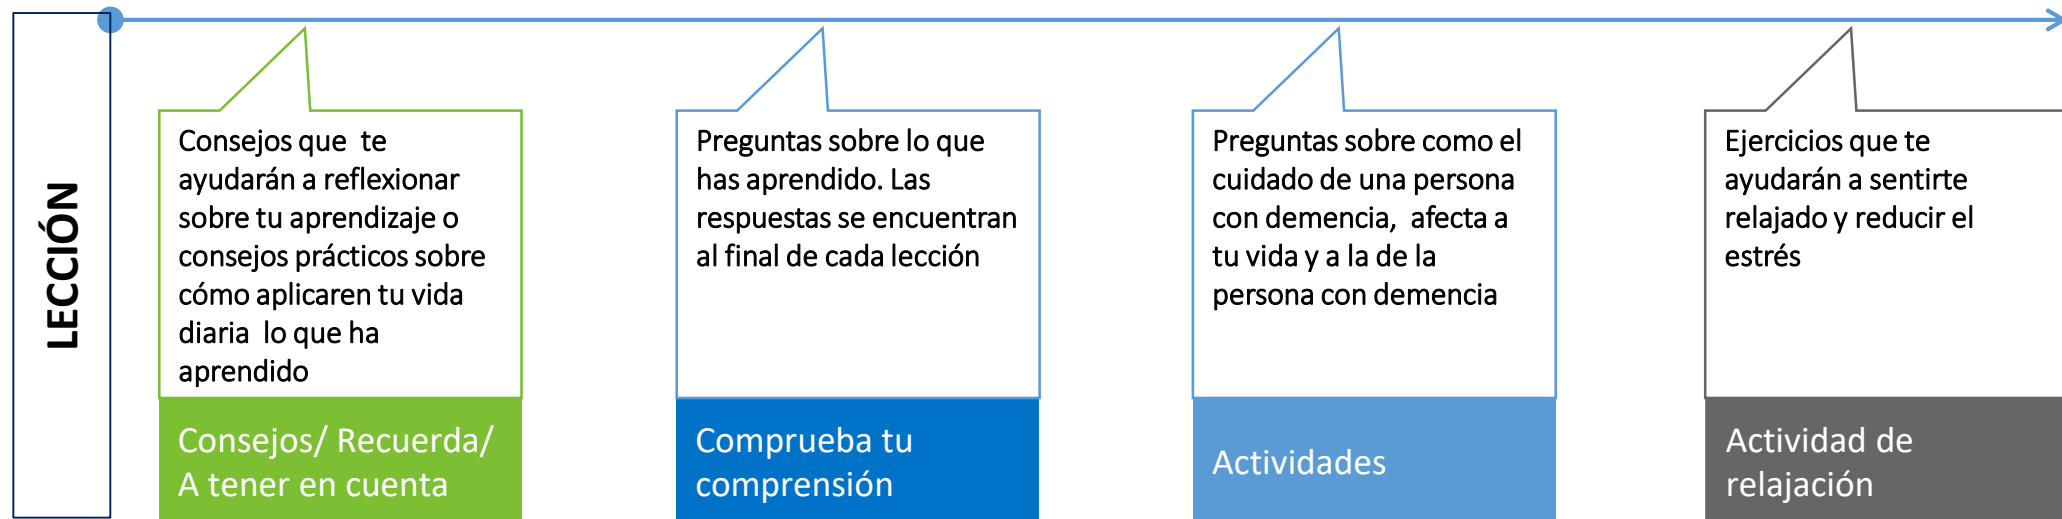 LECCIÓN
Consejos que te
ayudarán a reflexionar
sobre tu aprendizaje o
consejos prácticos sobre
cómo aplicaren tu vida
diaria lo que ha
aprendido
Consejos/ Recuerda/
A tener en cuenta
Preguntas sobre lo que
has aprendido. Las
respuestas se encuentran
al final de cada lección
Comprueba tu
comprensión
Preguntas sobre como el
cuidado de una persona
con demencia, afecta a
tu vida y a la de la
persona con demencia
Actividades
Ejercicios que te
ayudarán a sentirte
relajado y reducir el
estrés
Actividad de
relajación